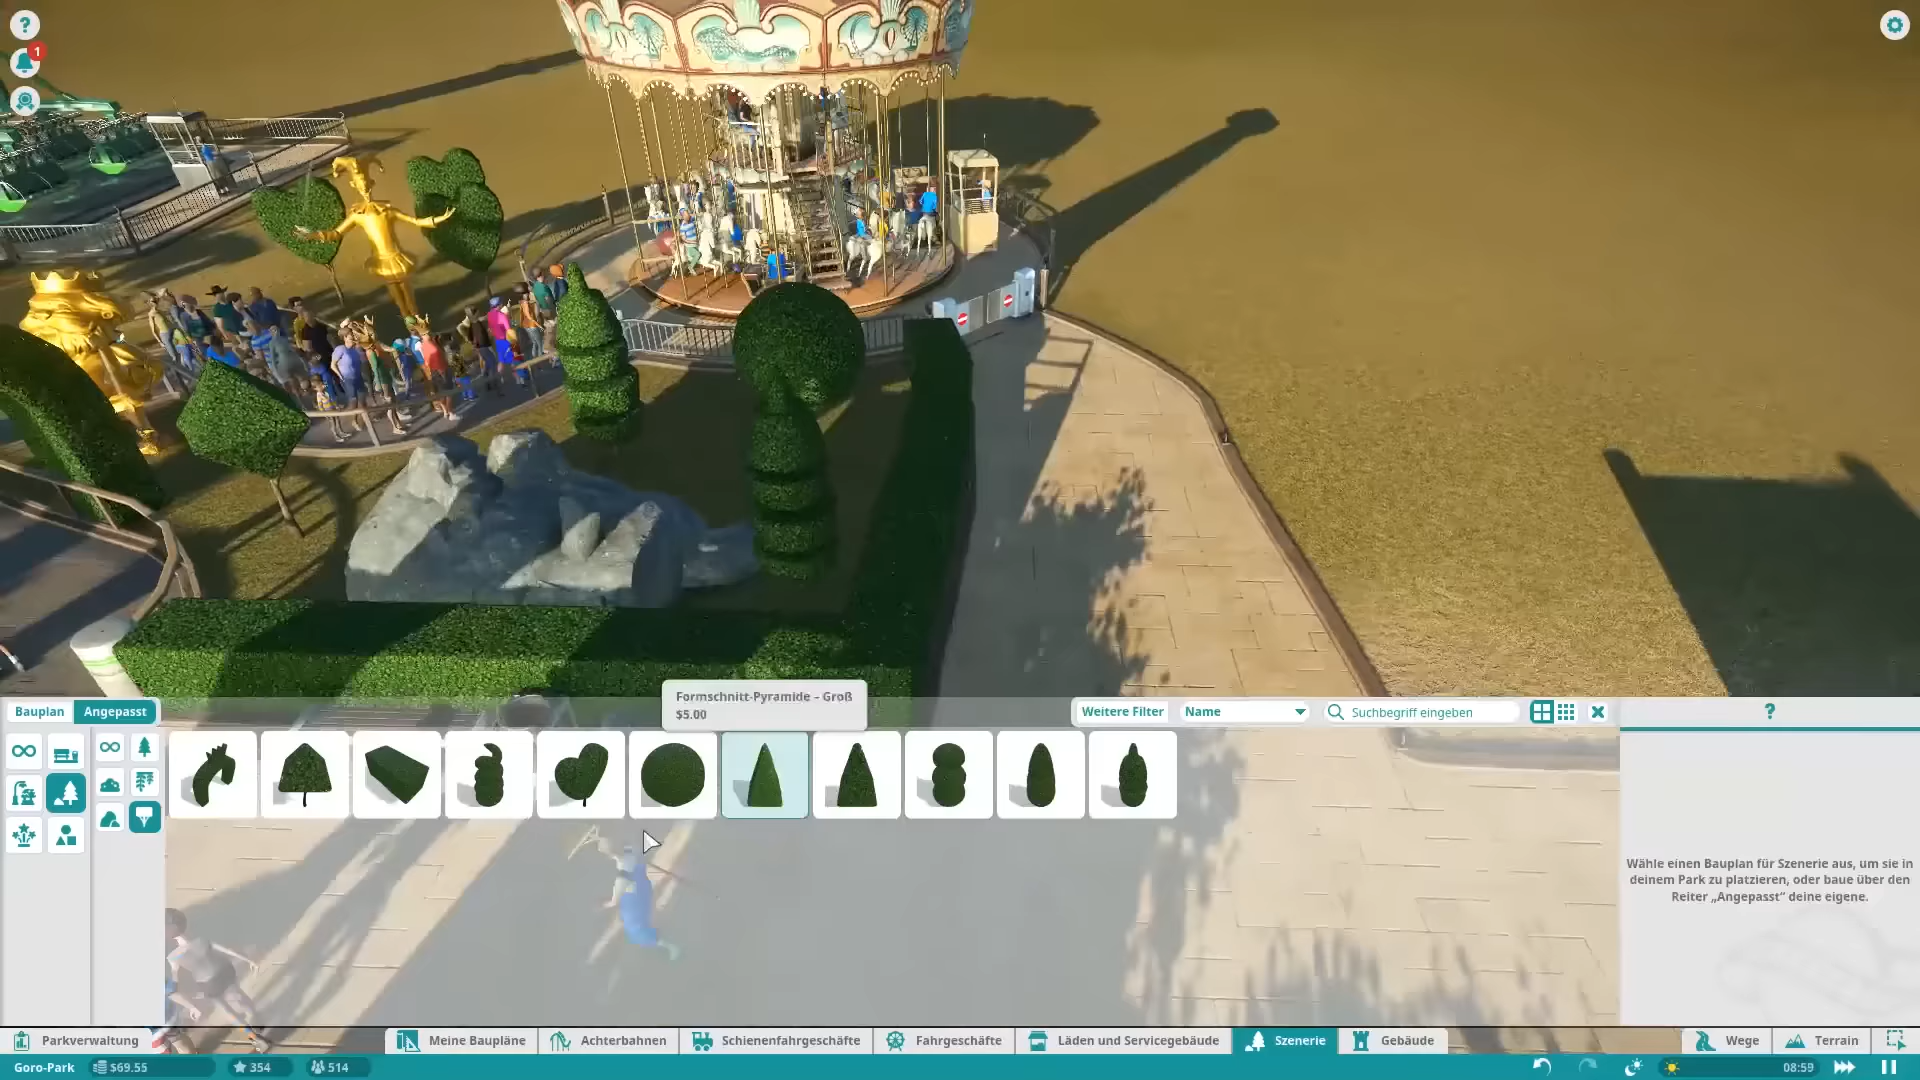 ?
1
Formschnitt-Pyramide – Groß
$5.00
Bauplan
Angepasst
Weitere Filter
Name
Suchbegriff eingeben
?
Wähle einen Bauplan für Szenerie aus, um sie in
deinem Park zu platzieren, oder baue über den
Reiter „Angepasst“ deine eigene.
Parkverwaltung
Meine Baupläne
Achterbahnen
Schienenfahrgeschäfte
Fahrgeschäfte
Läden und Servicegebäude
Szenerie
Gebäude
Wege
Terrain
Goro-Park
$69.55
354
514
08:59